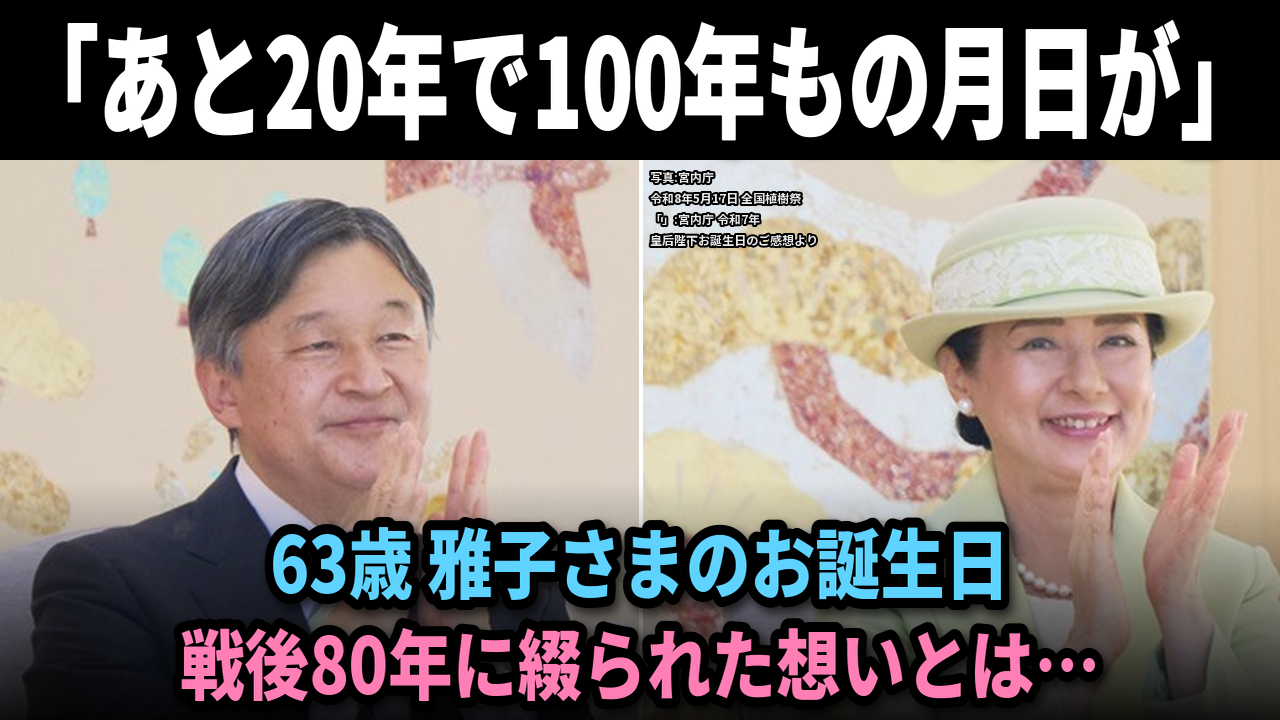 「あと20年で100年もの月日が」
写真:宮内庁
令和8年5月17日 全国植樹祭
「」:宮内庁 令和7年
皇后陛下お誕生日のご感想より
63歳 雅子さまのお誕生日
戦後80年に綴られた想いとは…